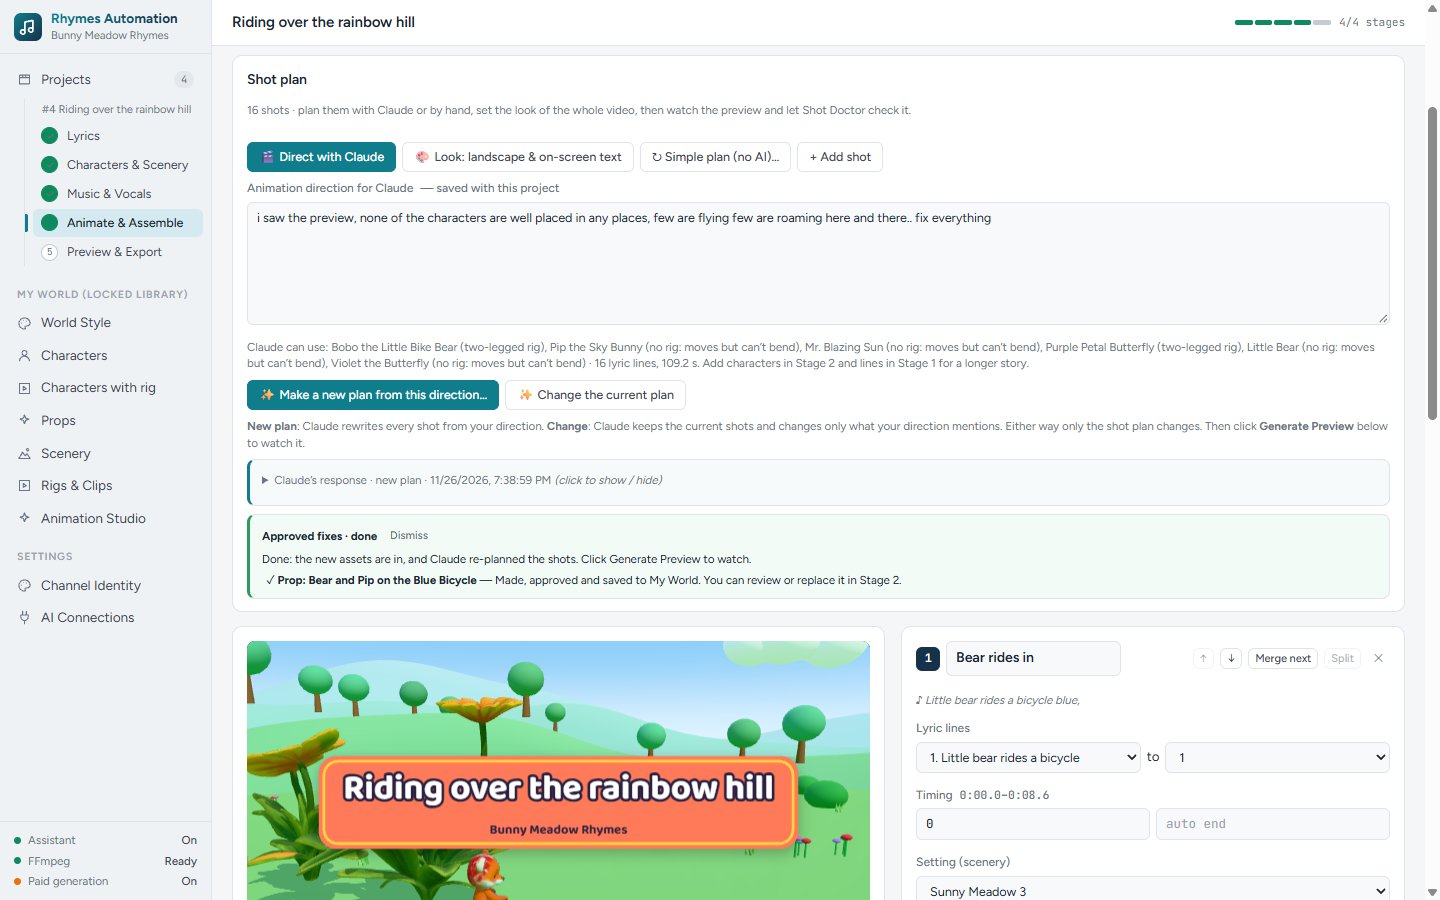 Rhymes Automation
Bunny Meadow Rhymes
Projects 4
#4 Riding over the rainbow hill
Lyrics
Characters & Scenery
Music & Vocals
Animate & Assemble
5 Preview & Export
MY WORLD (LOCKED LIBRARY)
World Style
Characters
Characters with rig
Props
Scenery
Rigs & Clips
Animation Studio
SETTINGS
Channel Identity
AI Connections
Assistant On
FFmpeg Ready
Paid generation On
Riding over the rainbow hill
4/4 stages
Shot plan
16 shots · plan them with Claude or by hand, set the look of the whole video, then watch the preview and let Shot Doctor check it.
🎬 Direct with Claude
🧠 Look: landscape & on-screen text
↻ Simple plan (no AI)...
+ Add shot
Animation direction for Claude — saved with this project
i saw the preview, none of the characters are well placed in any places, few are flying few are roaming here and there.. fix everything
Claude can use: Bobo the Little Bike Bear (two-legged rig), Pip the Sky Bunny (no rig: moves but can't bend), Mr. Blazing Sun (no rig: moves but can't bend), Purple Petal Butterfly (two-legged rig), Little Bear (no rig: moves
but can't bend), Violet the Butterfly (no rig: moves but can't bend) · 16 lyric lines, 109.2 s. Add characters in Stage 2 and lines in Stage 1 for a longer story.
✨ Make a new plan from this direction...
✨ Change the current plan
New plan: Claude rewrites every shot from your direction. Change: Claude keeps the current shots and changes only what your direction mentions. Either way only the shot plan changes. Then click Generate Preview below
to watch it.
▶ Claude's response · new plan · 11/26/2026, 7:38:59 PM (click to show / hide)
Approved fixes · done Dismiss
Done: the new assets are in, and Claude re-planned the shots. Click Generate Preview to watch.
✓ Prop: Bear and Pip on the Blue Bicycle — Made, approved and saved to My World. You can review or replace it in Stage 2.
Riding over the rainbow hill
Bunny Meadow Rhymes
1 Bear rides in
↑ ↓ Merge next Split ×
♪ Little bear rides a bicycle blue,
Lyric lines
1. Little bear rides a bicycle to 1
Timing 0:00.0–0:08.6
0 auto end
Setting (scenery)
Sunny Meadow 3